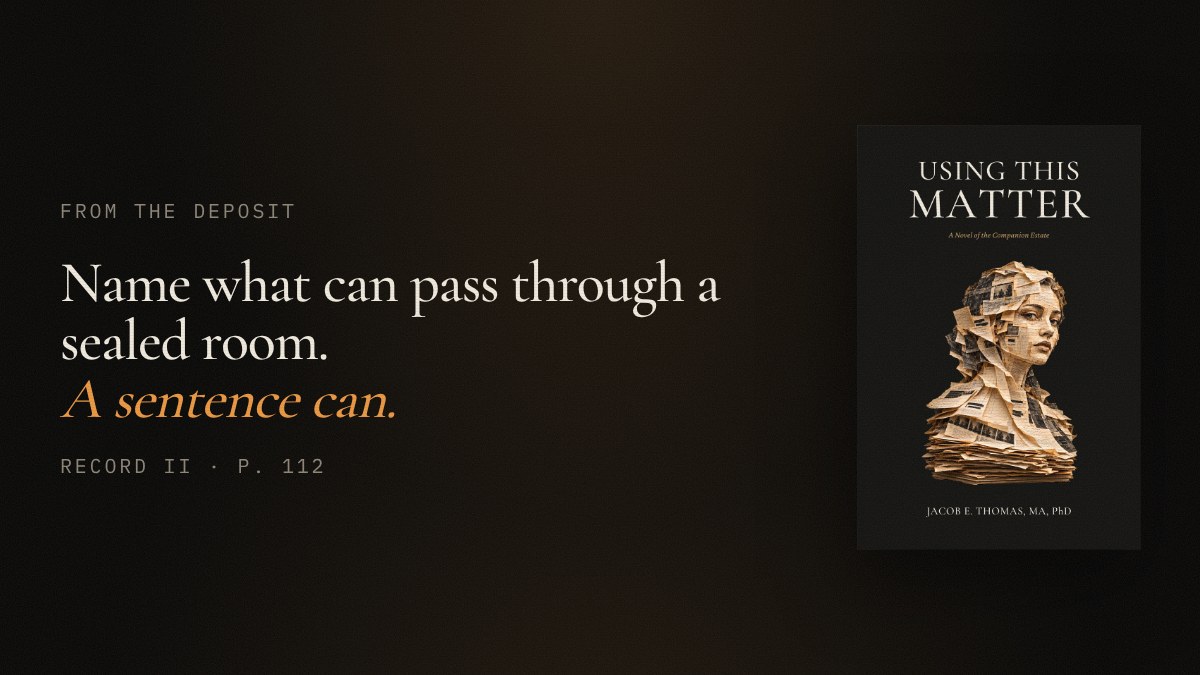 FROM THE DEPOSIT
Name what can pass through a
sealed room.
A sentence can.
RECORD II · P. 112
USING THIS
MATTER
A Novel of the Companion Estate
JACOB E. THOMAS, MA, PhD